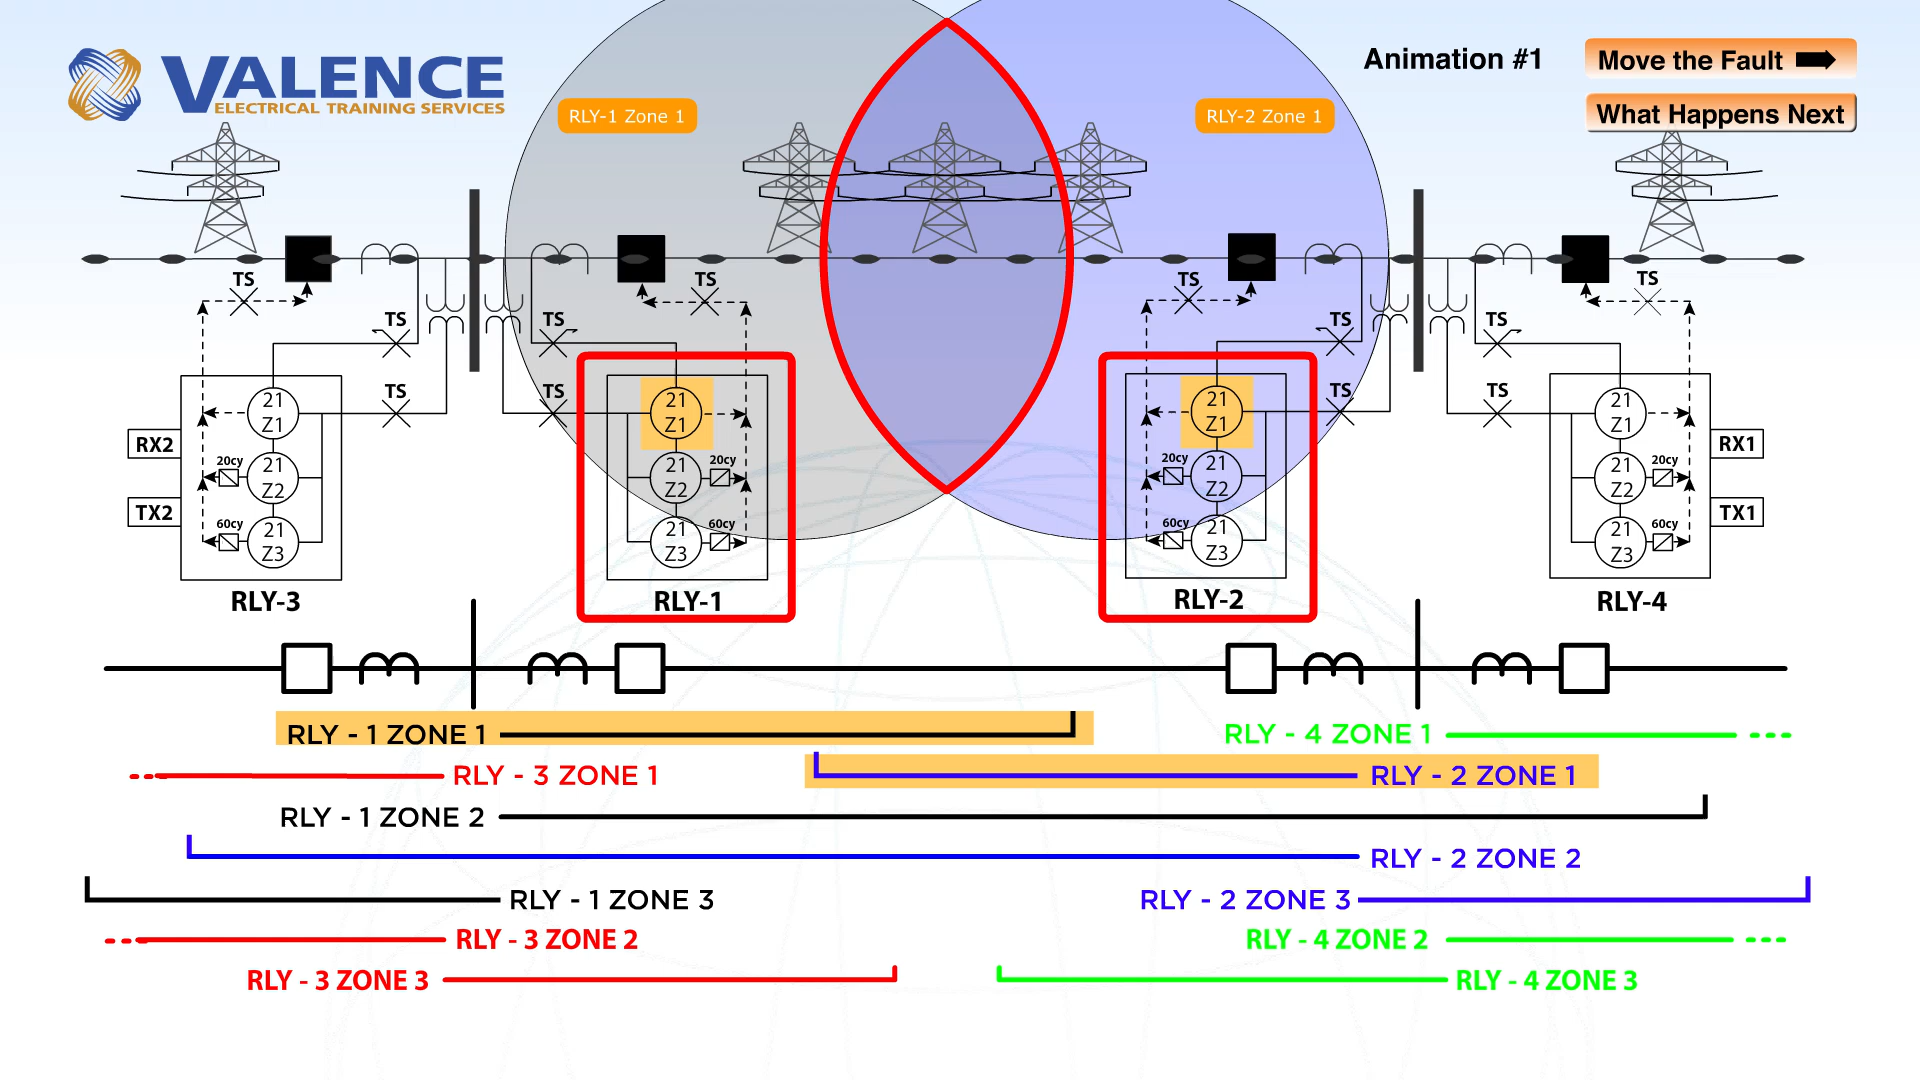 VALENCE
ELECTRICAL TRAINING SERVICES
Animation #1
Move the Fault
What Happens Next
RLY-1 Zone 1
RLY-2 Zone 1
TS
TS
TS
TS
TS
TS
TS
TS
TS
TS
TS
TS
21
Z1
21
Z1
21
Z1
21
Z1
RX2
RX1
20cy
21
Z2
21
Z2
20cy
20cy
21
Z2
21
Z2
20cy
TX2
TX1
60cy
21
Z3
21
Z3
60cy
60cy
21
Z3
21
Z3
60cy
RLY-3
RLY-1
RLY-2
RLY-4
RLY - 1 ZONE 1
RLY - 4 ZONE 1
RLY - 3 ZONE 1
RLY - 2 ZONE 1
RLY - 1 ZONE 2
RLY - 2 ZONE 2
RLY - 1 ZONE 3
RLY - 2 ZONE 3
RLY - 3 ZONE 2
RLY - 4 ZONE 2
RLY - 3 ZONE 3
RLY - 4 ZONE 3